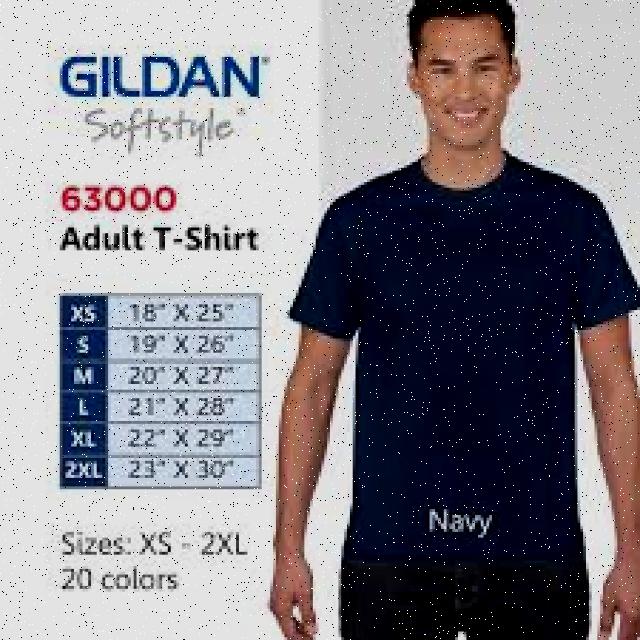 GILDAN®
Softstyle®
63000
Adult T-Shirt
XS 18" X 25"
S 19" X 26"
M 20" X 27"
L 21" X 28"
XL 22" X 29"
2XL 23" X 30"
Navy
Sizes: XS - 2XL
20 colors